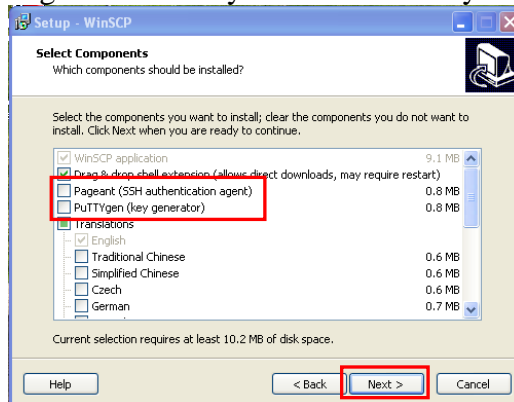 Setup - WinSCP
Select Components
Which components should be installed?
Select the components you want to install; clear the components you do not want to
install. Click Next when you are ready to continue.
WinSCP application 9.1 MB
Drag & drop shell extension (allows direct downloads, may require restart)
Pageant (SSH authentication agent) 0.8 MB
PuTTYgen (key generator) 0.8 MB
Translations
English
Traditional Chinese 0.6 MB
Simplified Chinese 0.6 MB
Czech 0.6 MB
German 0.7 MB
Current selection requires at least 10.2 MB of disk space.
Help < Back Next > Cancel